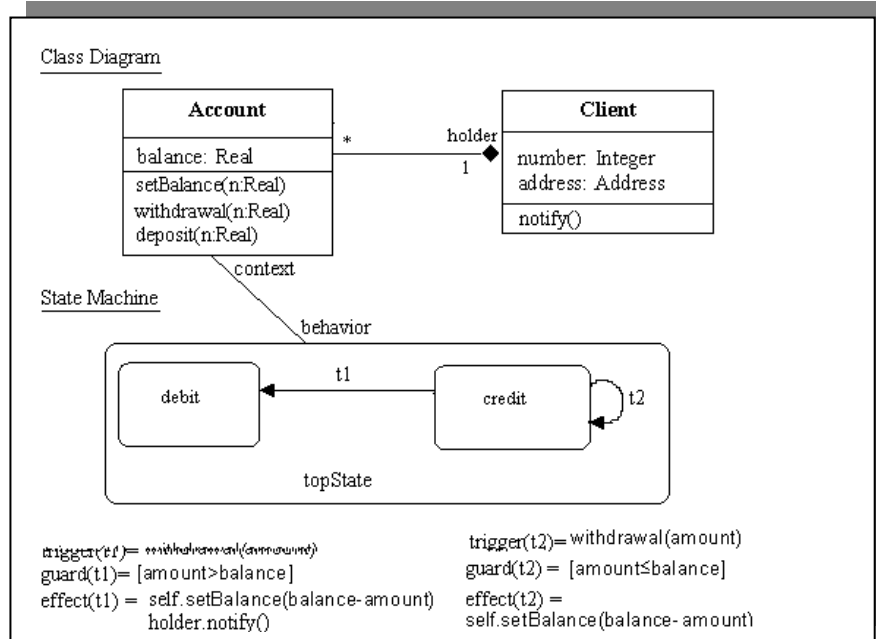 Class Diagram
Account
balance: Real
setBalance(n:Real)
withdrawal(n:Real)
deposit(n:Real)
*
holder
1
Client
number: Integer
address: Address
notify()
context
State Machine
behavior
debit
t1
credit
t2
topState
trigger(t1)= withdrawal(amount)
guard(t1)= [amount>balance]
effect(t1) = self.setBalance(balance-amount)
holder.notify()
trigger(t2)= withdrawal(amount)
guard(t2) = [amount≤balance]
effect(t2) =
self.setBalance(balance- amount)